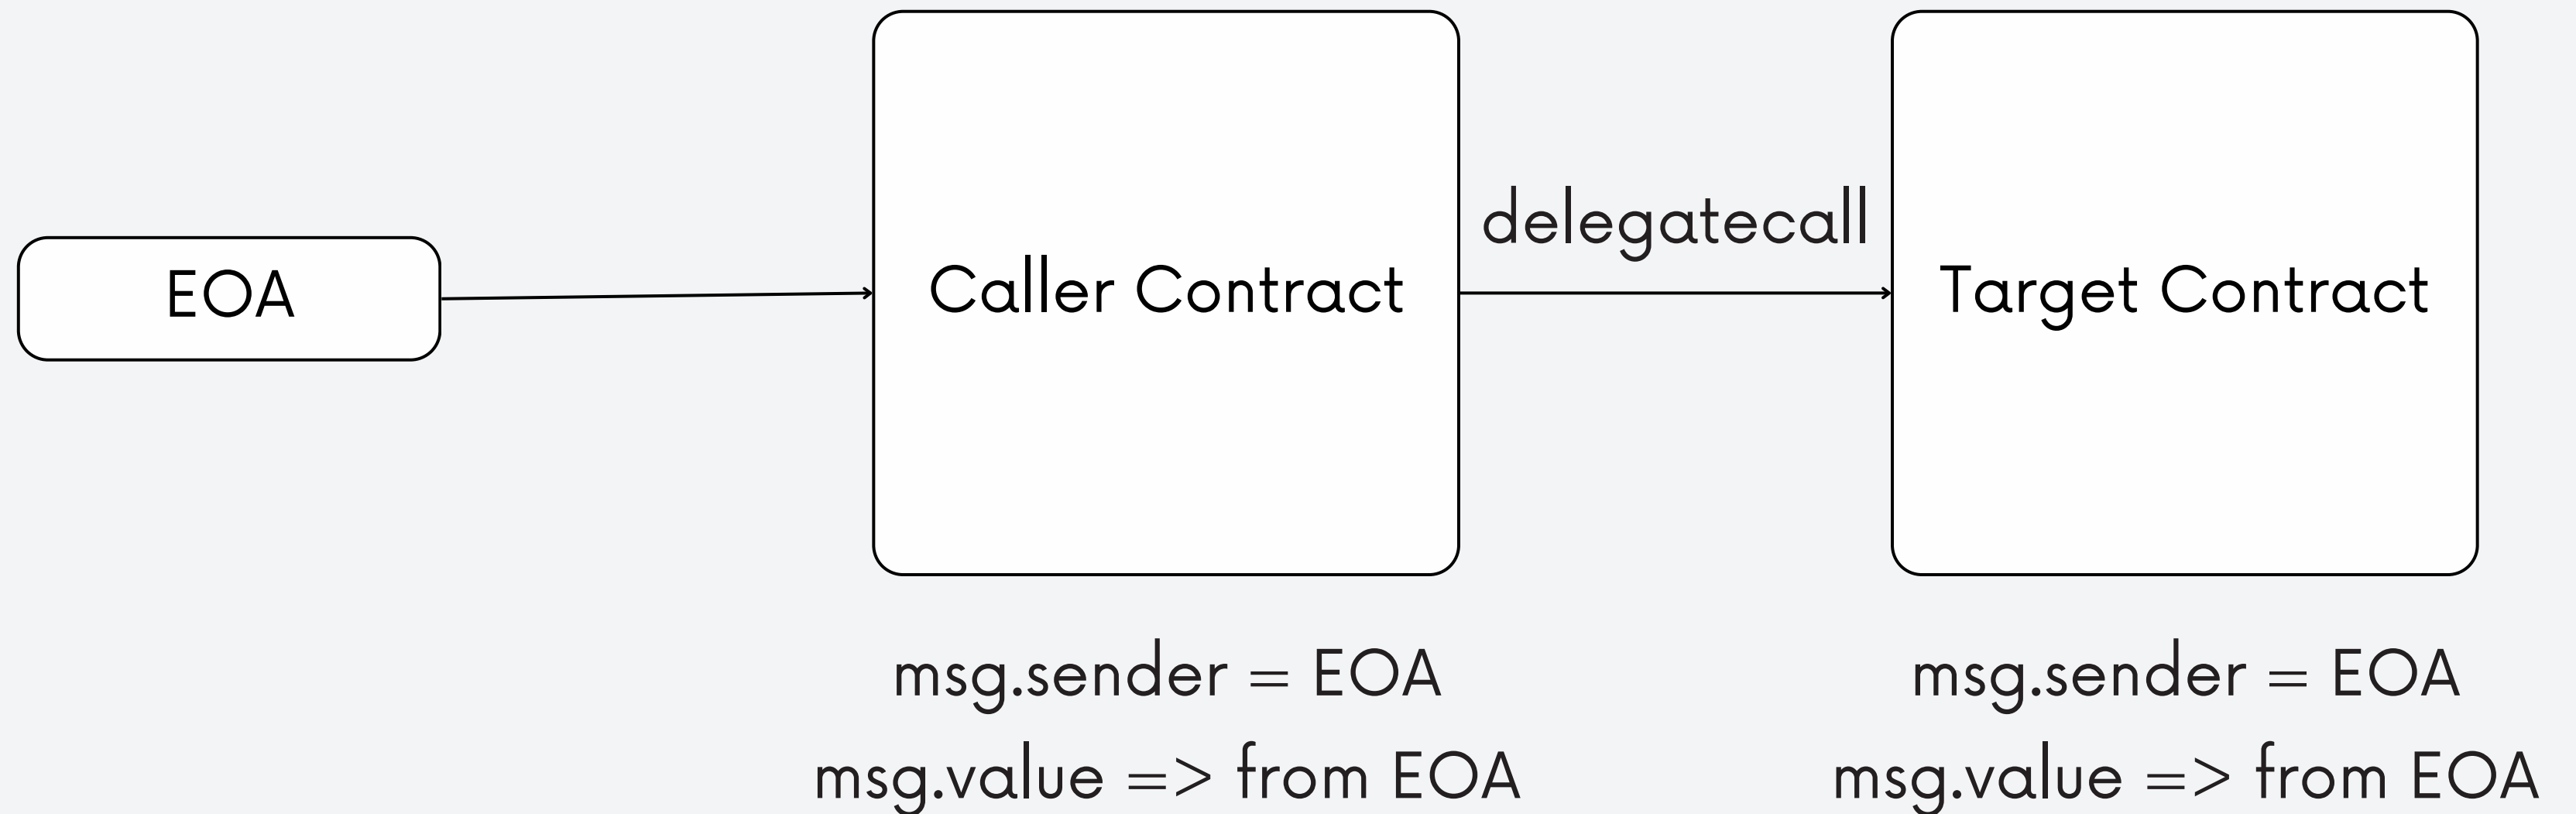 EOA
Caller Contract
delegatecall
Target Contract
msg.sender = EOA
msg.value => from EOA
msg.sender = EOA
msg.value => from EOA